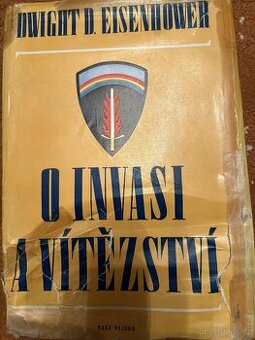 DWIGHT D. EISENHOWER
O INVASI
A VÍTĚZSTVÍ
NAŠE VOJSKO